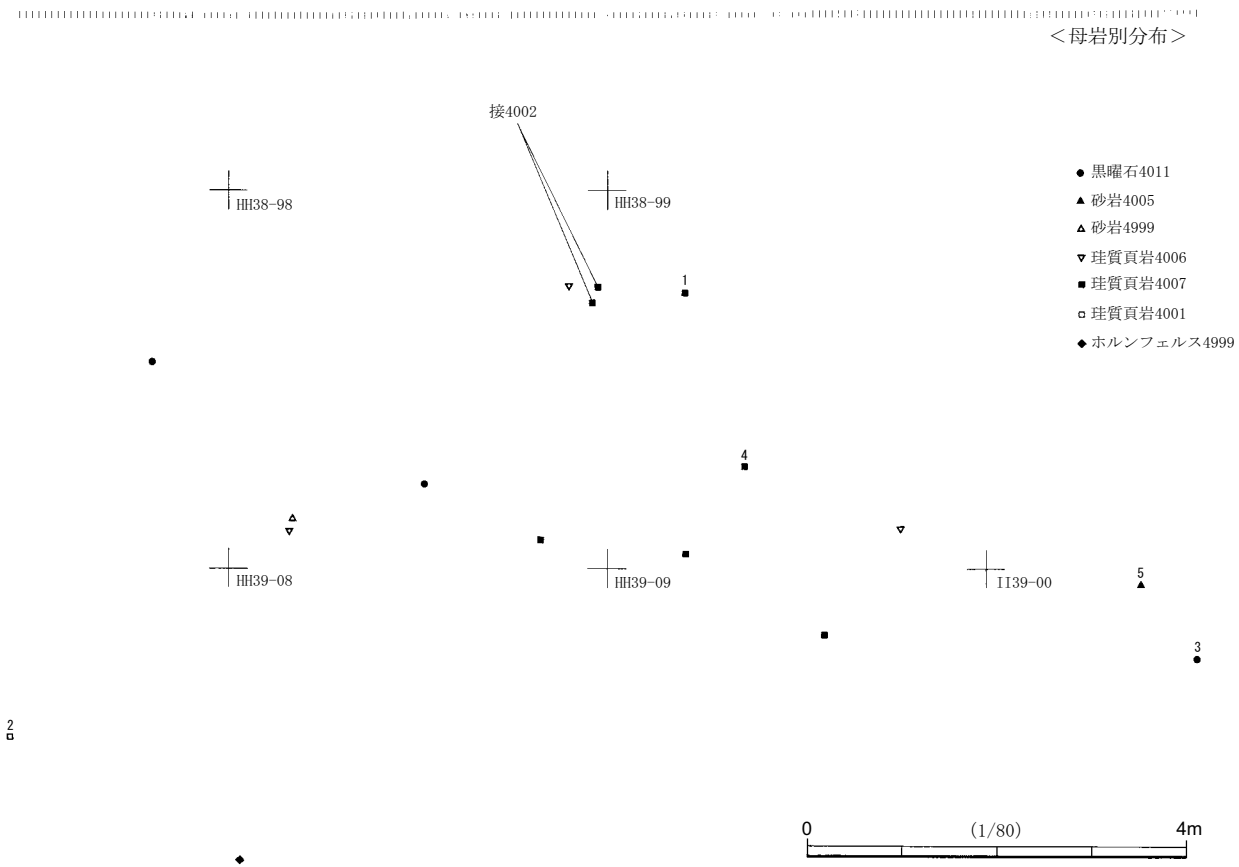 ＜母岩別分布＞
接4002
HH38-98
HH38-99
黒曜石4011
砂岩4005
砂岩4999
珪質頁岩4006
珪質頁岩4007
珪質頁岩4001
ホルンフェルス4999
1
4
HH39-08
HH39-09
II39-00
5
3
2
0
(1/80)
4m